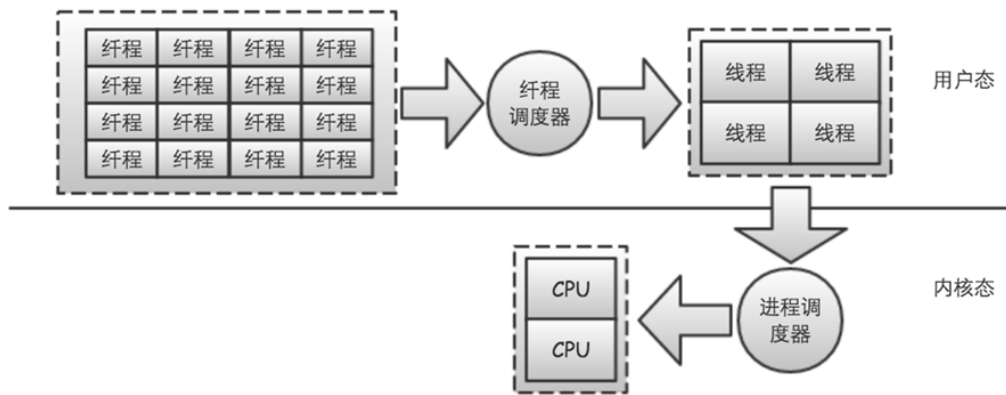 纤程 纤程 纤程 纤程
纤程 纤程 纤程 纤程
纤程 纤程 纤程 纤程
纤程 纤程 纤程 纤程
纤程
调度器
线程 线程
线程 线程
用户态
CPU
CPU
进程调
度器
内核态